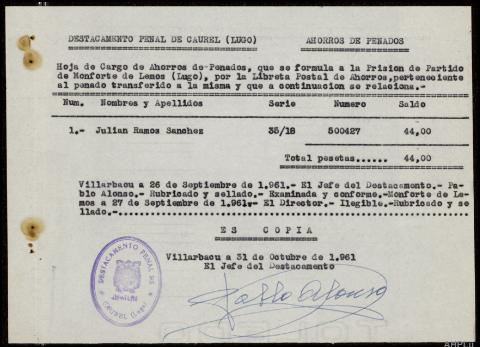 DESTACAMENTO PENAL DE CAUREL (LUGO) AHORROS DE PENADOS
Hoja de Cargo de Ahorros de Penados, que se formula a la Prision de Partido
de Monforte de Lemos (Lugo), por la Libreta Postal de Ahorros, perteneciente
al penado transferido a la misma y que a continuacion se relaciona.-
Num. Nombres y Apellidos Serie Numero Saldo
1.- Julian Ramos Sanchez 35/18 500427 44,00
Total pesetas...... 44,00
Villarbacu a 26 de Septiembre de 1.961.- El Jefe del Destacamento.- Pa-
blo Alonso.- Rubricado y sellado.- Examinada y conforme.-Monforte de Le-
mos a 27 de Septiembre de 1.961.- El Director.- Ilegible.-Rubricado y se
llado.-
ES COPIA
Villarbacu a 31 de Octubre de 1.961
El Jefe del Destacamento
DESTACAMENTO PENAL DE
CAUREL (Lugo)
Pablo Alonso
AHPLU